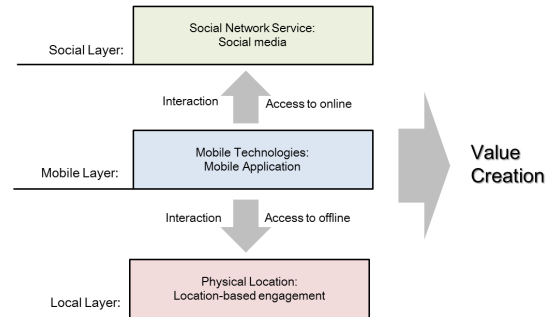 Social Network Service:
Social media
Social Layer:
Interaction
Access to online
Mobile Technologies:
Mobile Application
Mobile Layer:
Value
Creation
Interaction
Access to offline
Physical Location:
Location-based engagement
Local Layer: